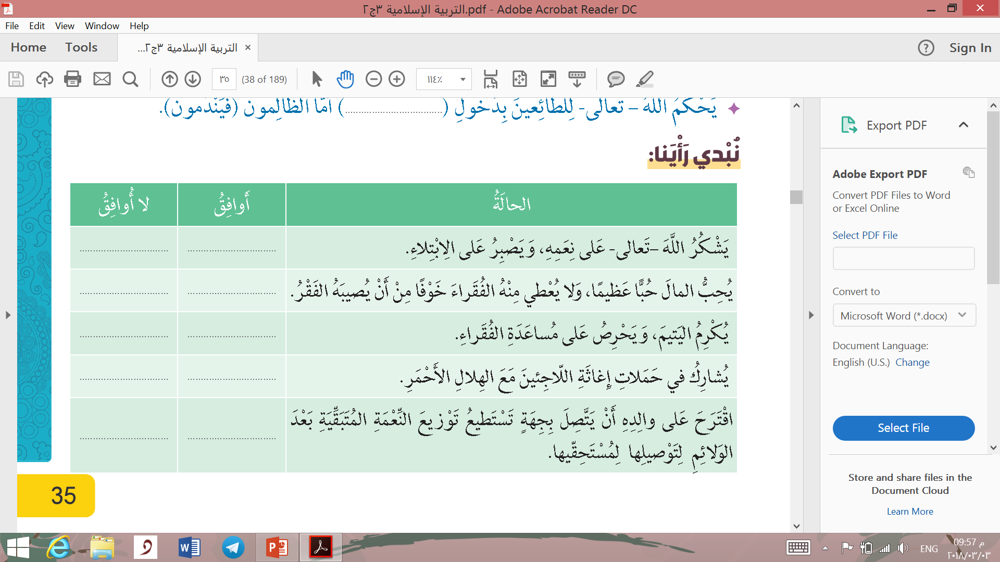 التربية الإسلامية ٣ج٢.pdf - Adobe Acrobat Reader DC
File Edit View Window Help
Home Tools التربية الإسلامية ٣ج٢... × ? Sign In
٣٥ (38 of 189) ١١٤٪
يَحْكُمُ اللهُ – تعالى- لِلطائِعينَ بِدُخولِ (..............................) أمّا الظالِمون (فَيَنْدَمون).
نُبْدي رَأْيَنا:
الحالَةُ أَوافِقُ لا أُوافِقُ
يَشْكُرُ اللَّهَ –تَعالى- عَلى نِعَمِهِ، وَيَصْبِرُ عَلى الِابْتِلاءِ. .............................. ..............................
يُحِبُّ المالَ حُبًّا عَظيمًا، وَلا يُعْطي مِنْهُ الفُقَراءَ خَوْفًا مِنْ أَنْ يُصيبَهُ الفَقْرُ. .............................. ..............................
يُكْرِمُ اليَتيمَ، وَيَحْرِصُ عَلى مُساعَدَةِ الفُقَراءِ. .............................. ..............................
يُشارِكُ في حَمَلاتِ إِغاثَةِ اللّاجِئينَ مَعَ الهِلالِ الأَحْمَرِ. .............................. ..............................
اقْتَرَحَ عَلى والِدِهِ أَنْ يَتَّصِلَ بِجِهَةٍ تَسْتَطيعُ تَوْزيعَ النِّعْمَةِ المُتَبَقِّيَةِ بَعْدَ
الوَلائِمِ لِتَوْصيلِها لِمُسْتَحِقّيها. .............................. ..............................
35
Export PDF
Adobe Export PDF
Convert PDF Files to Word
or Excel Online
Select PDF File
Convert to
Microsoft Word (*.docx)
Document Language:
English (U.S.) Change
Select File
Store and share files in the
Document Cloud
Learn More
ENG
09:57 م
٢٠١٨/٠٣/٠٣